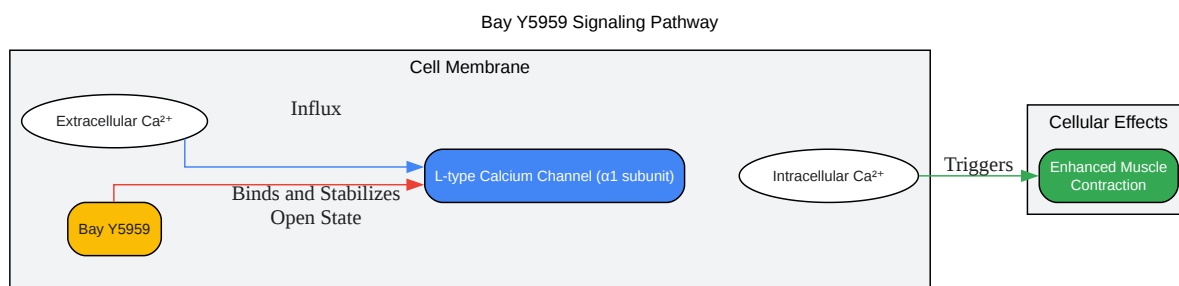 Bay Y5959 Signaling Pathway
Cell Membrane
Influx
Extracellular Ca²⁺
Cellular Effects
L-type Calcium Channel (α1 subunit)
Intracellular Ca²⁺
Triggers
Enhanced Muscle
Contraction
Binds and Stabilizes
Open State
Bay Y5959